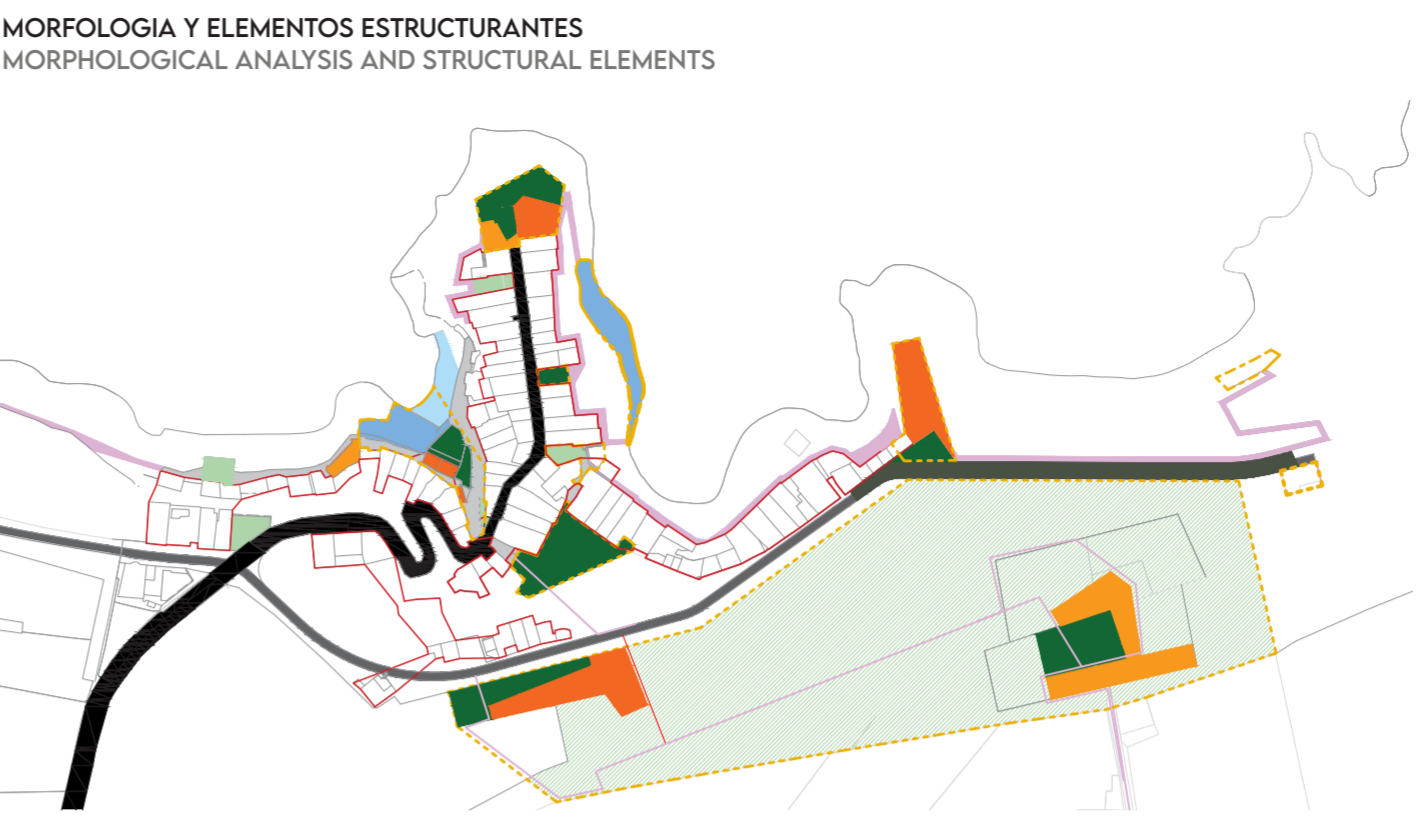 MORFOLOGIA Y ELEMENTOS ESTRUCTURANTES
MORPHOLOGICAL ANALYSIS AND STRUCTURAL ELEMENTS